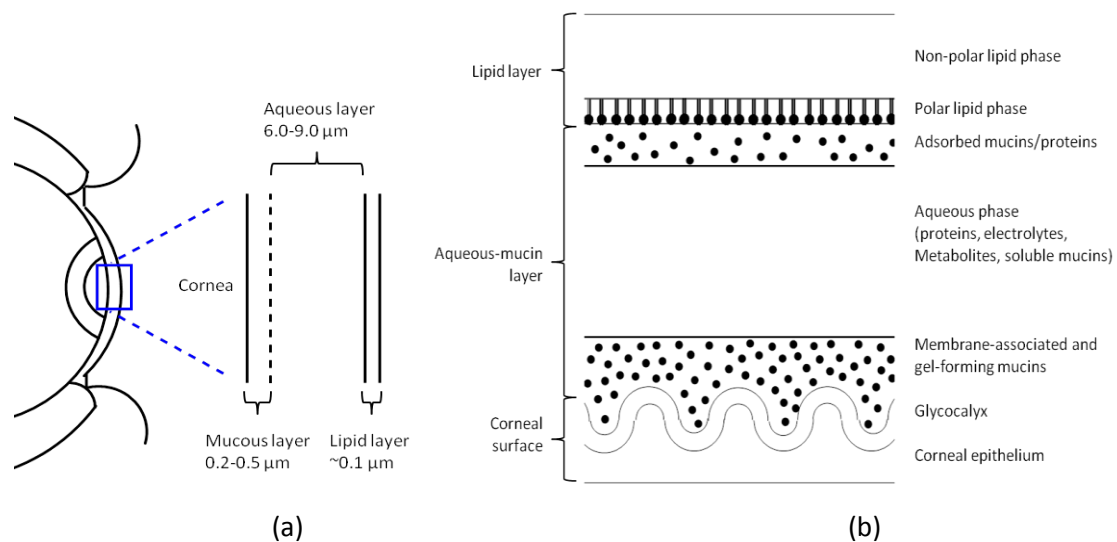 Aqueous layer
6.0-9.0 µm
Cornea
Mucous layer
0.2-0.5 µm
Lipid layer
~0.1 µm
(a)
Lipid layer
Aqueous-mucin
layer
Corneal
surface
Non-polar lipid phase
Polar lipid phase
Adsorbed mucins/proteins
Aqueous phase
(proteins, electrolytes,
Metabolites, soluble mucins)
Membrane-associated and
gel-forming mucins
Glycocalyx
Corneal epithelium
(b)